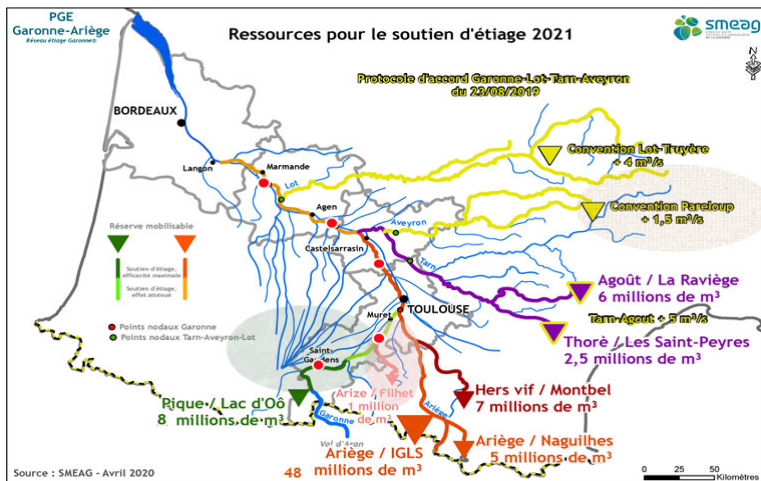 PGE
Garonne-Ariège
Réseau étiage Garonne©
Ressources pour le soutien d'étiage 2021
smeag
N
Protocole d'accord Garonne-Lot-Tarn-Aveyron
du 23/08/2019
BORDEAUX
Langon
Marmande
Lot
Convention Lot-Truyère
+ 4 m³/s
Agen
Aveyron
Convention Pareloup
+ 1,5 m³/s
Castelsarrasin
Tarn
Réserve mobilisable
Soutien d'étiage,
efficacité maximale
Soutien d'étiage,
effet atténué
Points nodaux Garonne
Points nodaux Tarn-Aveyron-Lot
Agoût / La Raviège
6 millions de m³
Tarn-Agout + 5 m³/s
Thorè / Les Saint-Peyres
2,5 millions de m³
TOULOUSE
Muret
Saint-
Gaudens
Arize / Filhet
1 million
de m³
Hers vif / Montbel
7 millions de m³
Pique / Lac d'Oô
8 millions de m³
Garonne
Val d'Aran
Ariège
Ariège / IGLS
48 millions de m³
Ariège / Naguilhes
5 millions de m³
Source : SMEAG - Avril 2020
0 25 50
Kilomètres